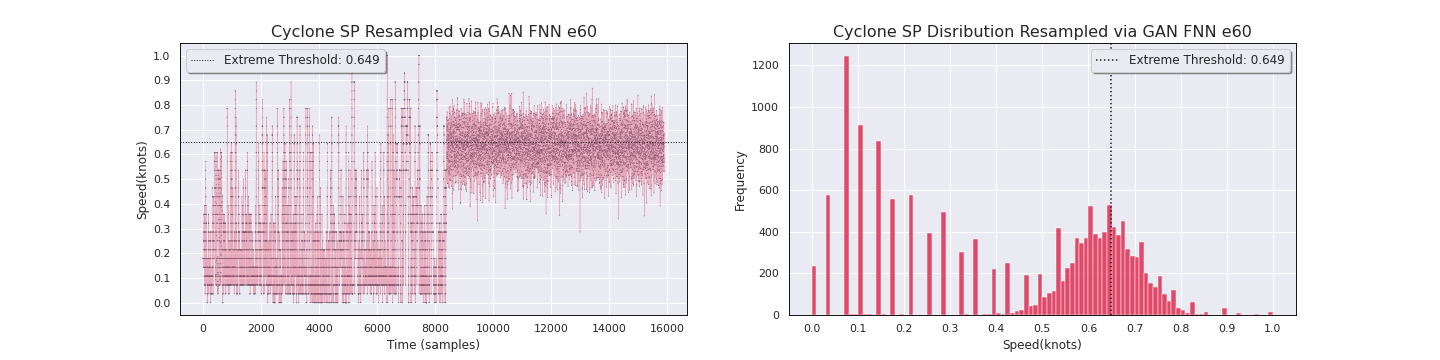 Cyclone SP Resampled via GAN FNN e60
Extreme Threshold: 0.649
1.0
0.9
0.8
0.7
0.6
0.5
0.4
0.3
0.2
0.1
0.0
Speed(knots)
0 2000 4000 6000 8000 10000 12000 14000 16000
Time (samples)
Cyclone SP Disribution Resampled via GAN FNN e60
Extreme Threshold: 0.649
1200
1000
800
600
400
200
0
Frequency
0.0 0.1 0.2 0.3 0.4 0.5 0.6 0.7 0.8 0.9 1.0
Speed(knots)